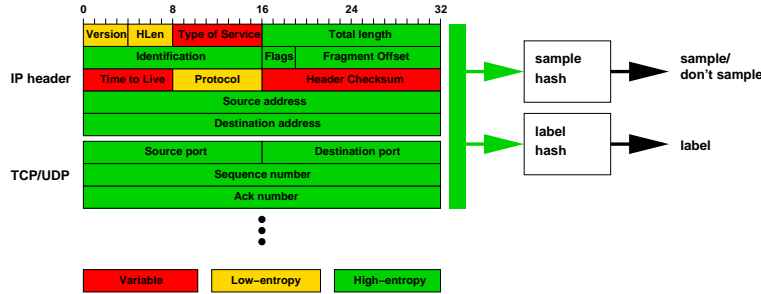 0 8 16 24 32
Version HLen Type of Service Total length
Identification Flags Fragment Offset
IP header Time to Live Protocol Header Checksum
Source address
Destination address
Source port Destination port
TCP/UDP Sequence number
Ack number
sample hash
sample/ don't sample
label hash
label
Variable Low−entropy High−entropy